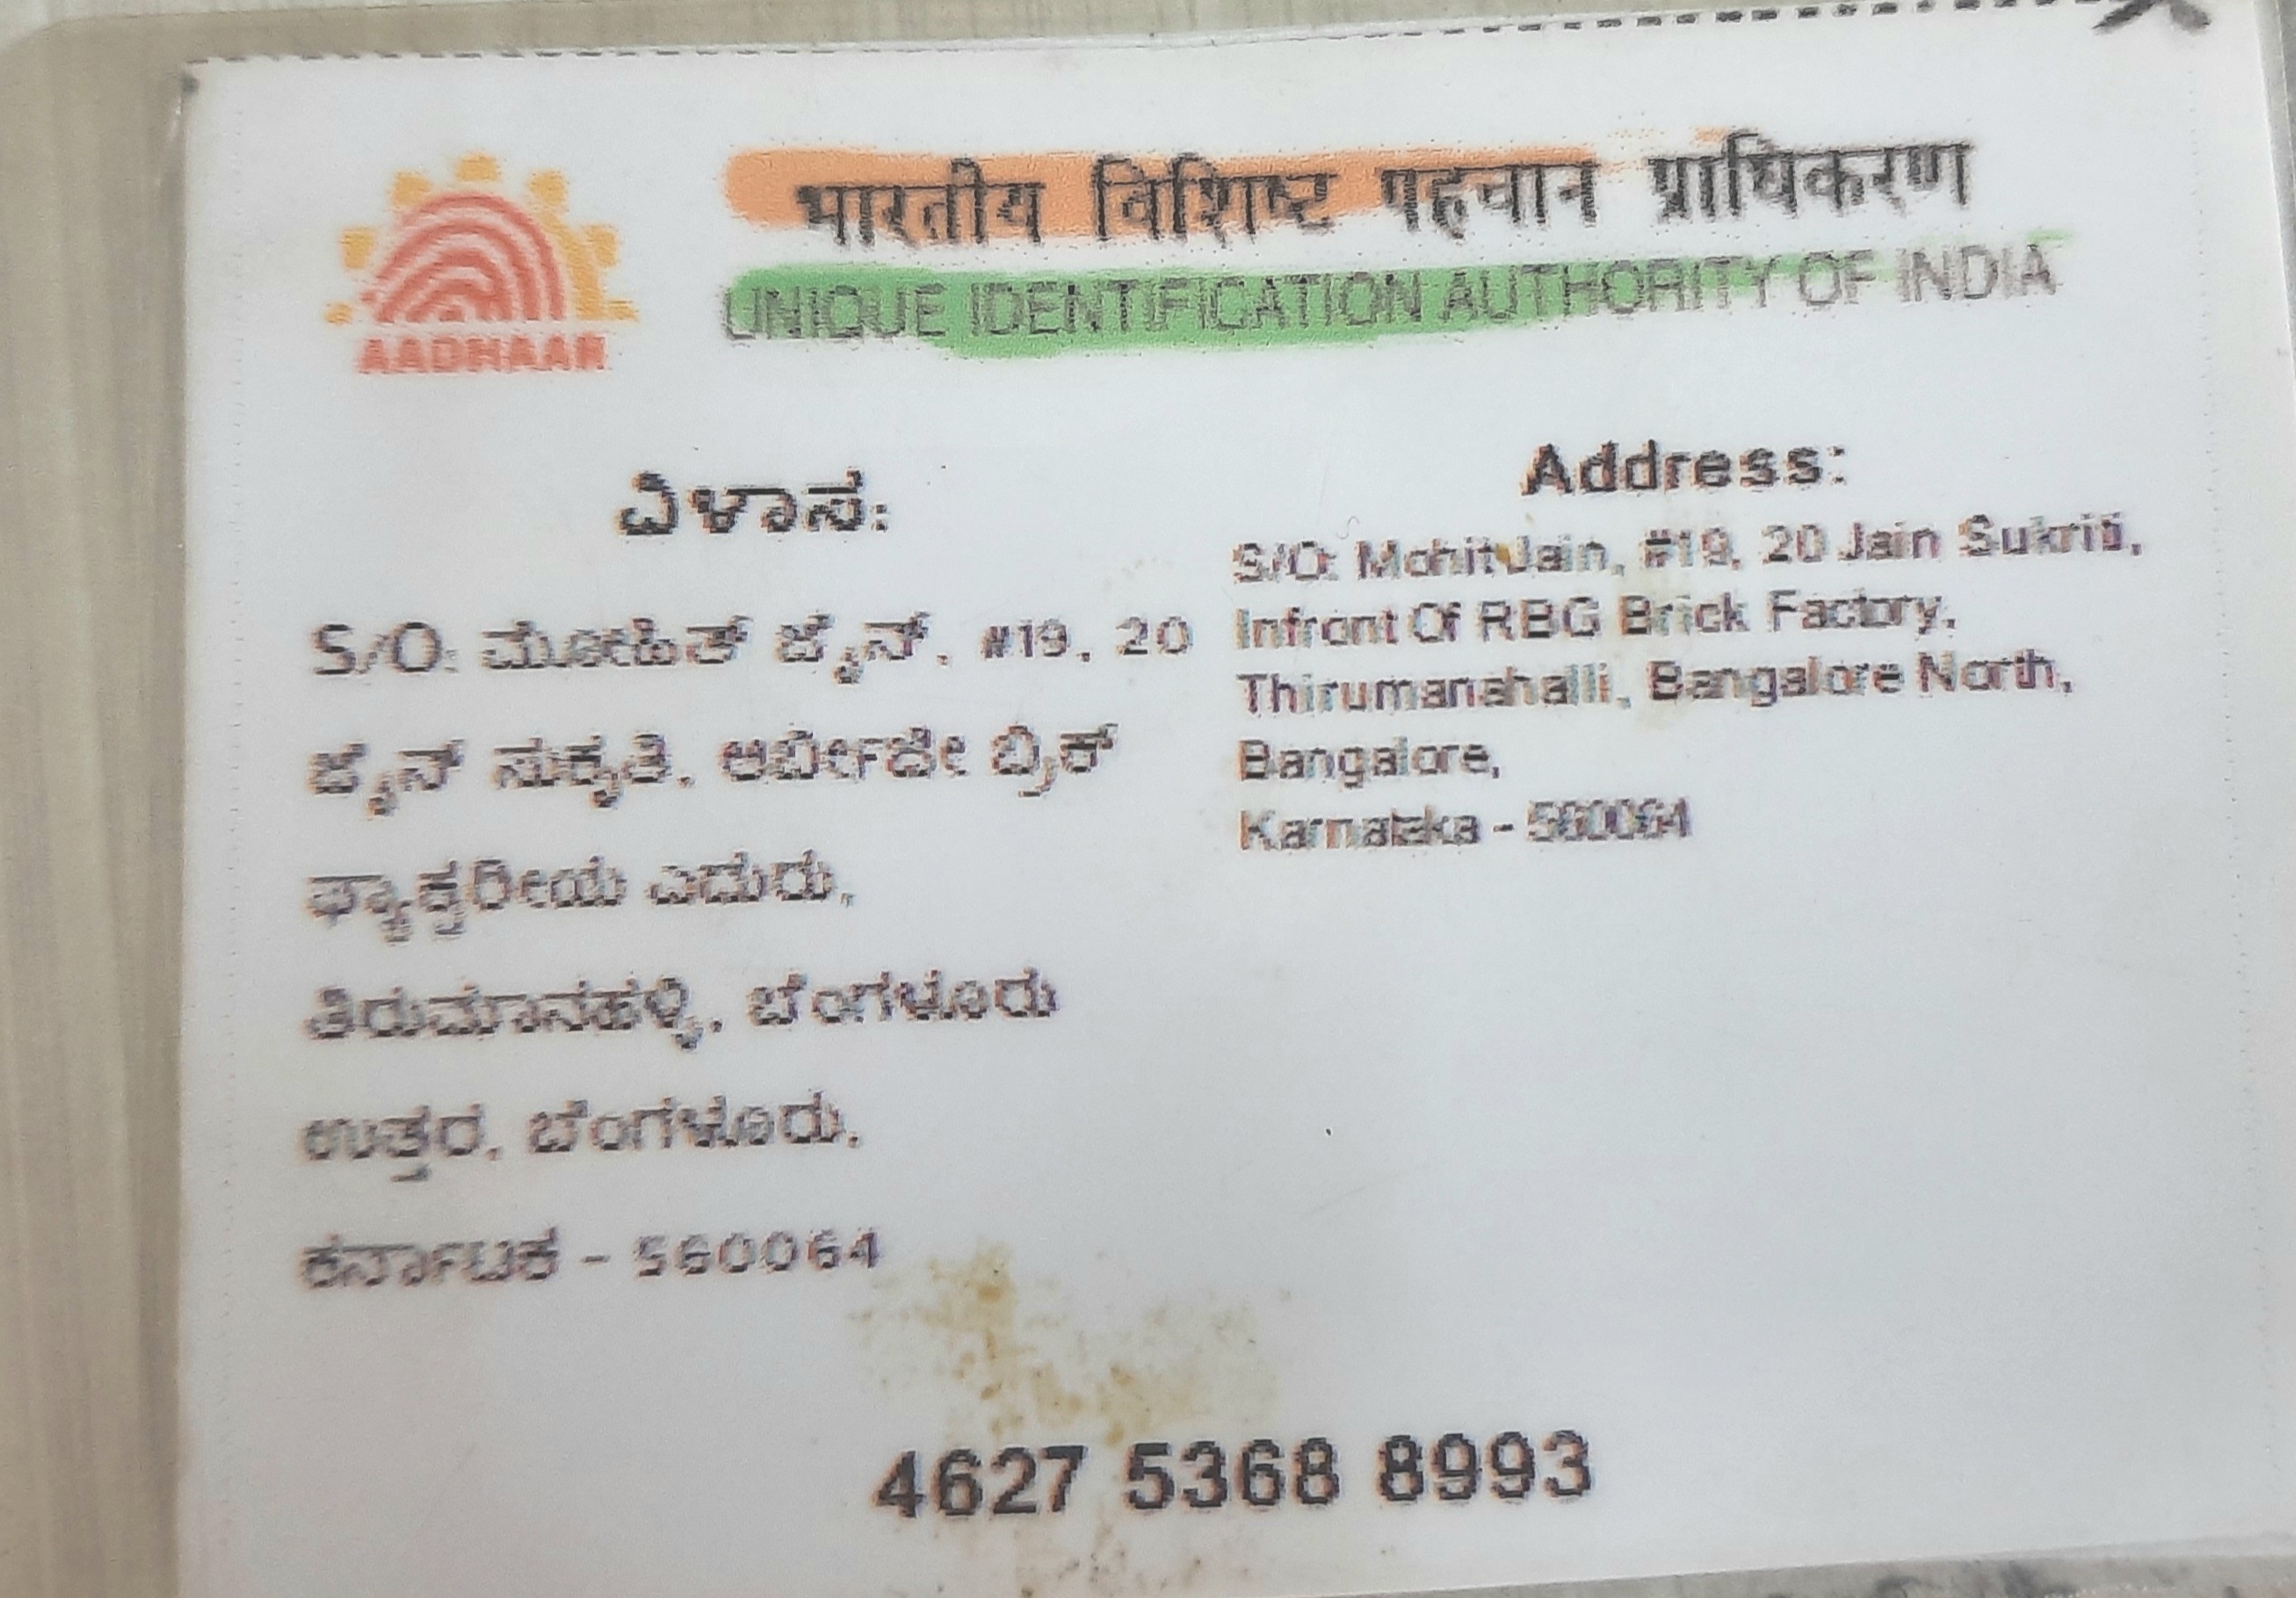 भारतीय विशिष्ट पहचान प्राधिकरण
UNIQUE IDENTIFICATION AUTHORITY OF INDIA
AADHAAR
ವಿಳಾಸ:
S/O: ಮೋಹಿತ್ ಜೈನ್, #19, 20
ಜೈನ್ ಸುಕೃತಿ, ಆರ್ಬಿಜೀ ಬ್ರಿಕ್
ಫ್ಯಾಕ್ಟರೀಯ ಎದುರು,
ತಿರುಮಾನಹಳ್ಳಿ, ಬೆಂಗಳೂರು
ಉತ್ತರ, ಬೆಂಗಳೂರು,
ಕರ್ನಾಟಕ - 560064
Address:
S/O: Mohit Jain, #19, 20 Jain Sukriti,
Infront Of RBG Brick Factory,
Thirumanahalli, Bangalore North,
Bangalore,
Karnataka - 560064
4627 5368 8993